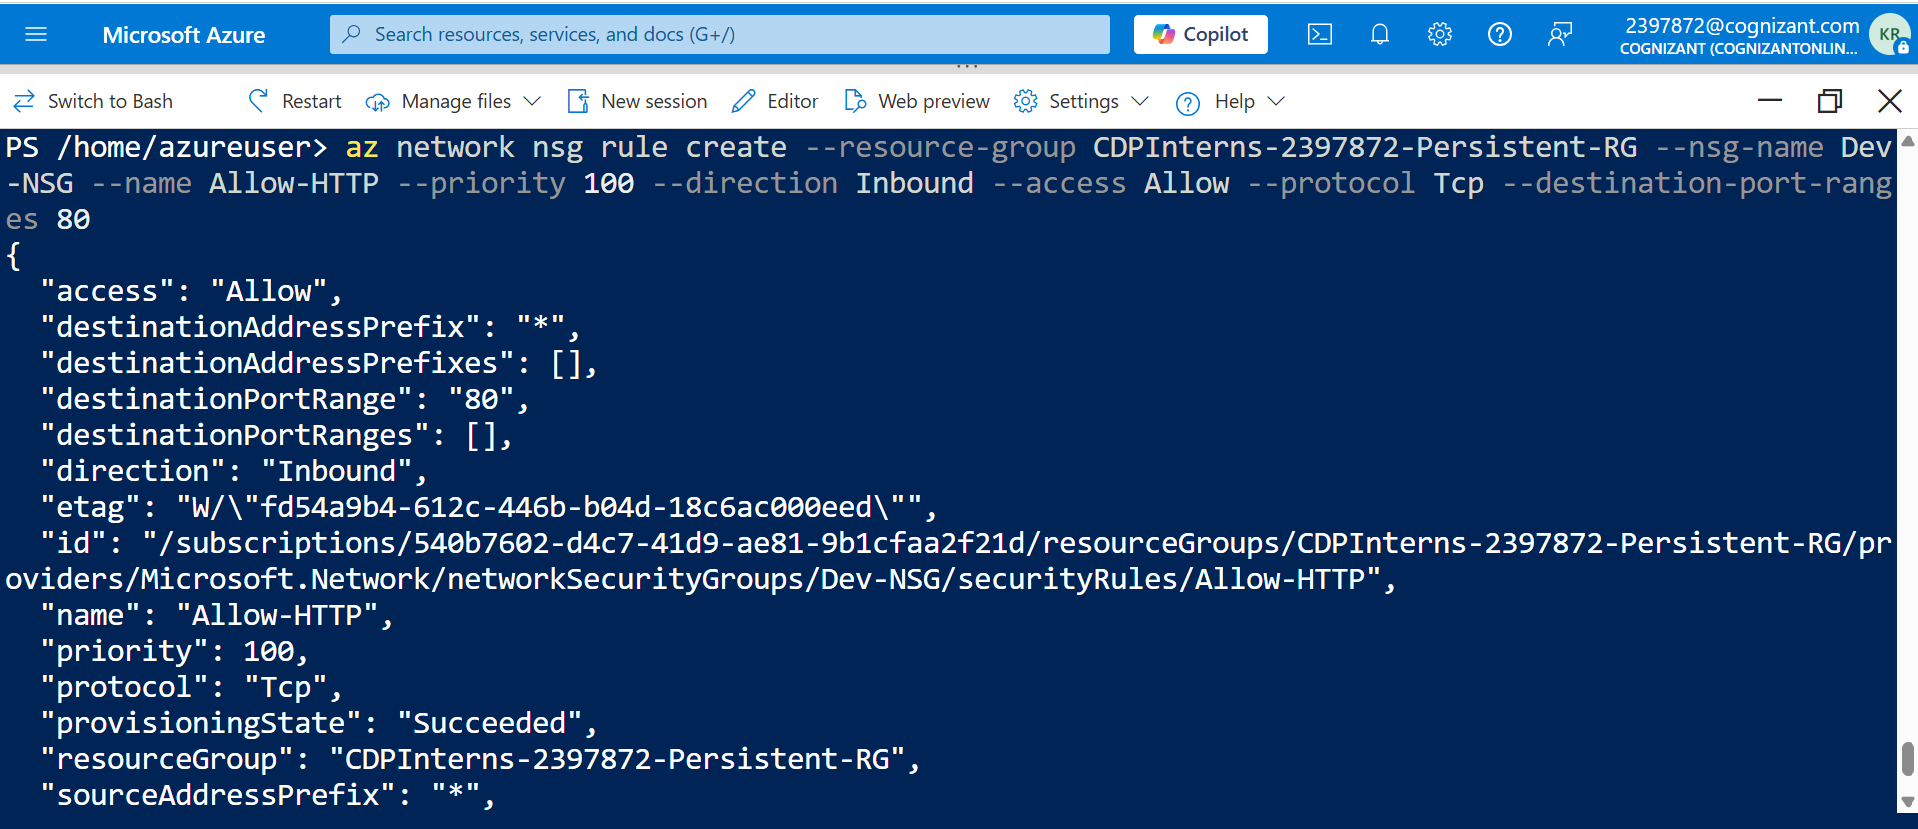 Microsoft Azure
Search resources, services, and docs (G+/)
Copilot
2397872@cognizant.com
COGNIZANT (COGNIZANTONLIN...
KR
Switch to Bash
Restart
Manage files
New session
Editor
Web preview
Settings
Help
PS /home/azureuser> az network nsg rule create --resource-group CDPInterns-2397872-Persistent-RG --nsg-name Dev
-NSG --name Allow-HTTP --priority 100 --direction Inbound --access Allow --protocol Tcp --destination-port-rang
es 80
{
"access": "Allow",
"destinationAddressPrefix": "*",
"destinationAddressPrefixes": [],
"destinationPortRange": "80",
"destinationPortRanges": [],
"direction": "Inbound",
"etag": "W/\"fd54a9b4-612c-446b-b04d-18c6ac000eed\"",
"id": "/subscriptions/540b7602-d4c7-41d9-ae81-9b1cfaa2f21d/resourceGroups/CDPInterns-2397872-Persistent-RG/pr
oviders/Microsoft.Network/networkSecurityGroups/Dev-NSG/securityRules/Allow-HTTP",
"name": "Allow-HTTP",
"priority": 100,
"protocol": "Tcp",
"provisioningState": "Succeeded",
"resourceGroup": "CDPInterns-2397872-Persistent-RG",
"sourceAddressPrefix": "*",